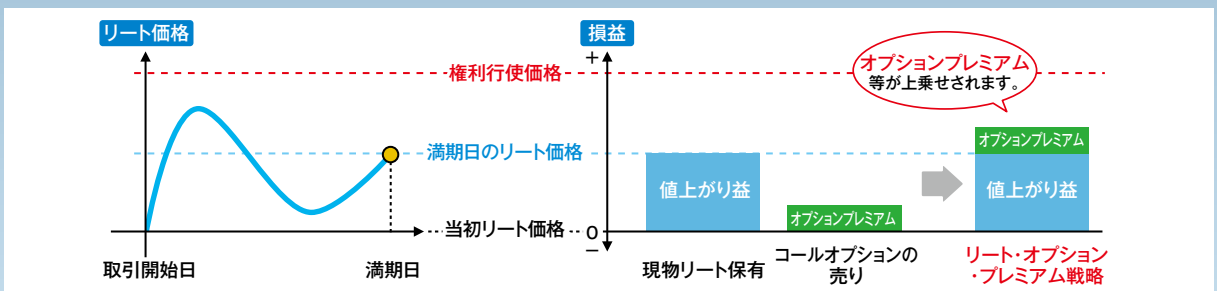 リート価格
損益
+
権利行使価格
オプションプレミアム
等が上乗せされます。
満期日のリート価格
オプションプレミアム
値上がり益
値上がり益
オプションプレミアム
当初リート価格
0
−
取引開始日
満期日
現物リート保有
コールオプションの
売り
リート・オプション
・プレミアム戦略